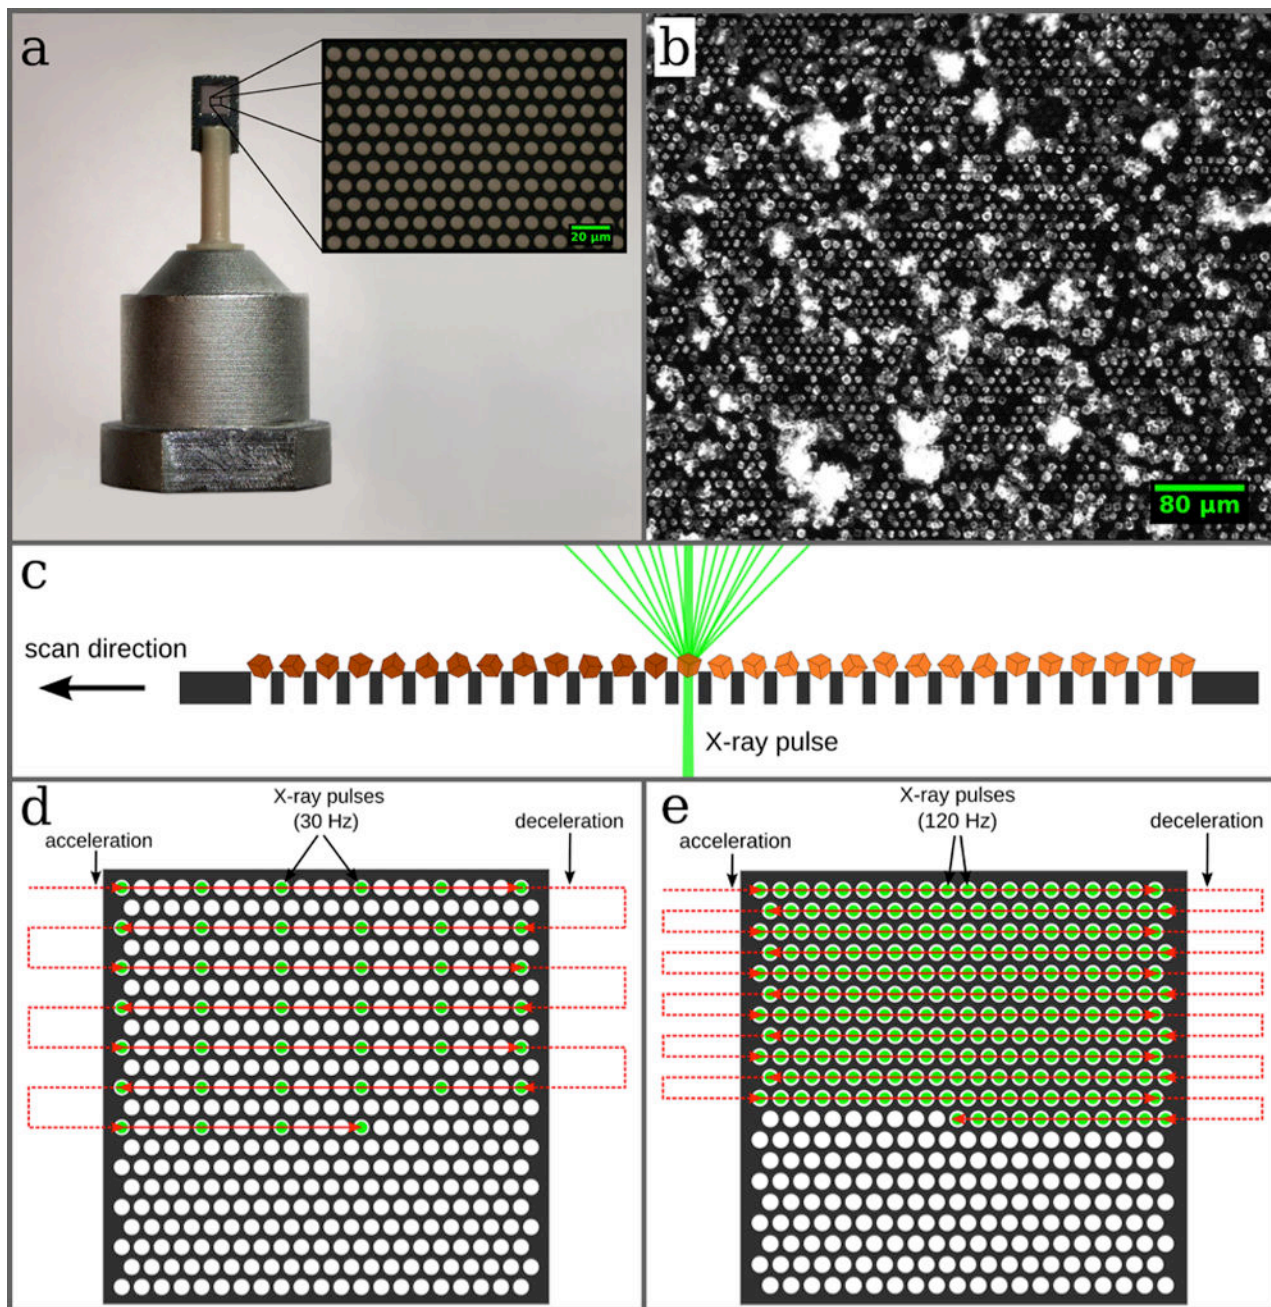 a
20 µm
b
80 µm
c
scan direction
X-ray pulse
d
X-ray pulses
(30 Hz)
acceleration
deceleration
e
X-ray pulses
(120 Hz)
acceleration
deceleration